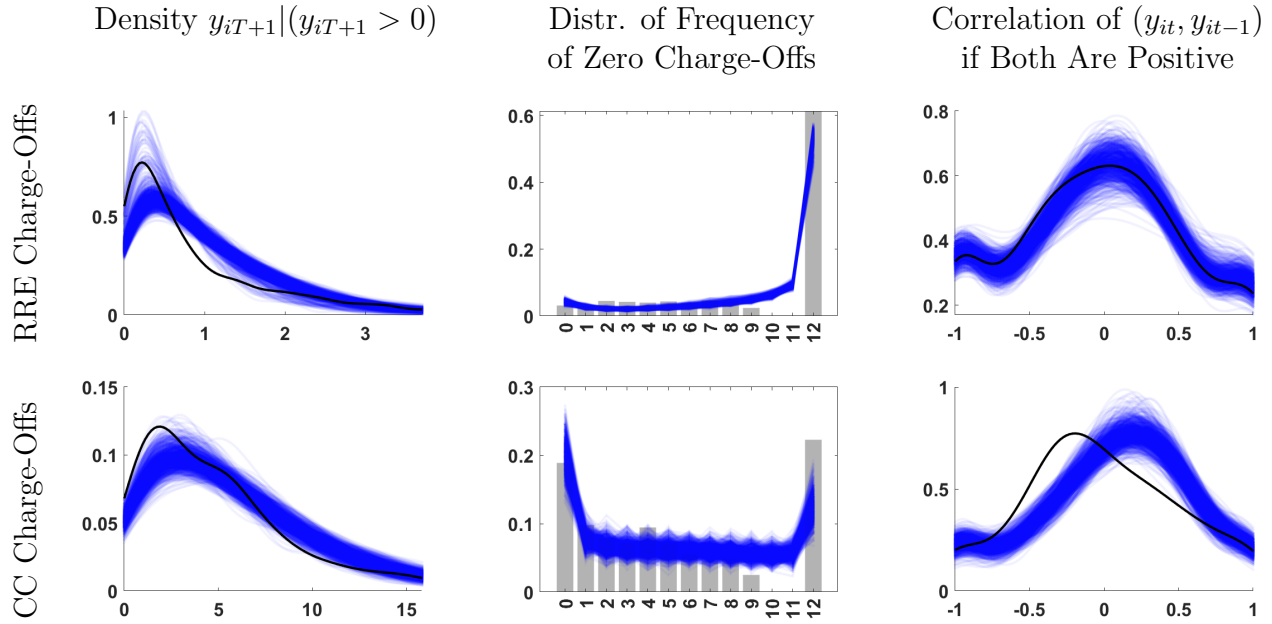 Density $y_{iT+1}|(y_{iT+1} > 0)$
Distr. of Frequency
of Zero Charge-Offs
Correlation of $(y_{it}, y_{it-1})$
if Both Are Positive
RRE Charge-Offs
1
0.5
0
0 1 2 3
0.6
0.4
0.2
0
0 1 2 3 4 5 6 7 8 9 10 11 12
0.8
0.6
0.4
0.2
-1 -0.5 0 0.5 1
CC Charge-Offs
0.15
0.1
0.05
0
0 5 10 15
0.3
0.2
0.1
0
0 1 2 3 4 5 6 7 8 9 10 11 12
1
0.5
0
-1 -0.5 0 0.5 1